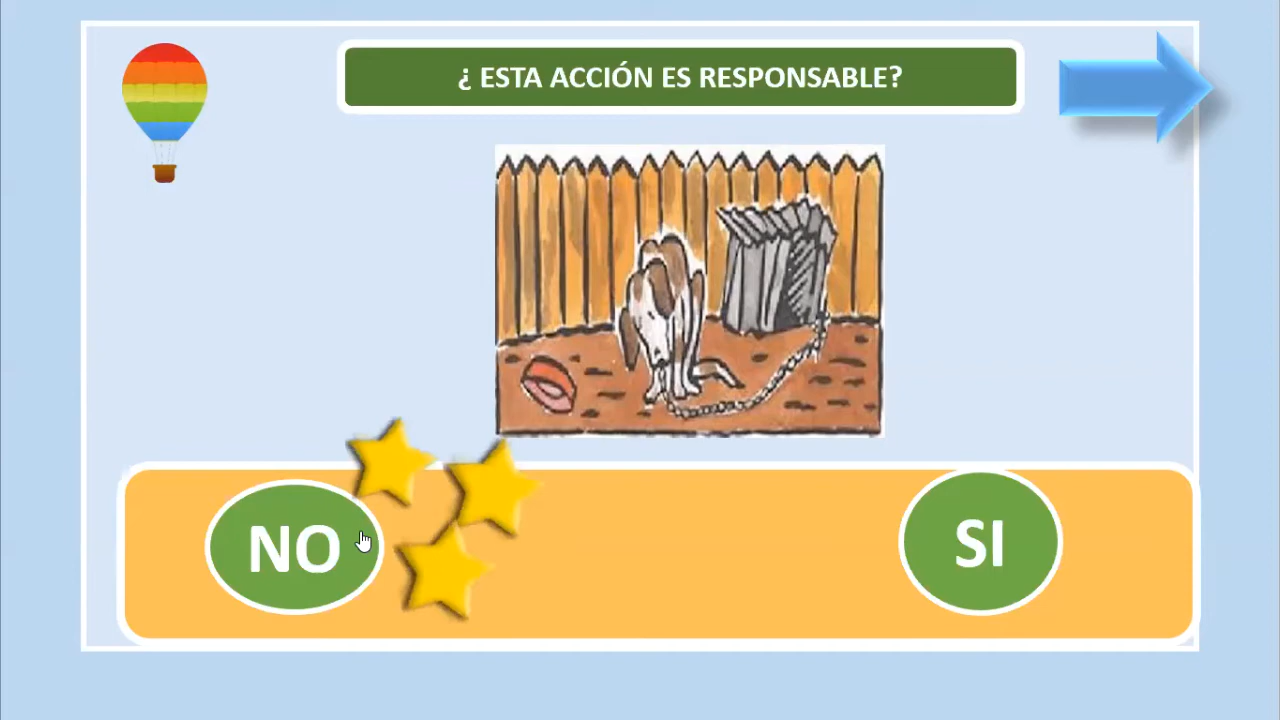 ¿ ESTA ACCIÓN ES RESPONSABLE?
NO
SI